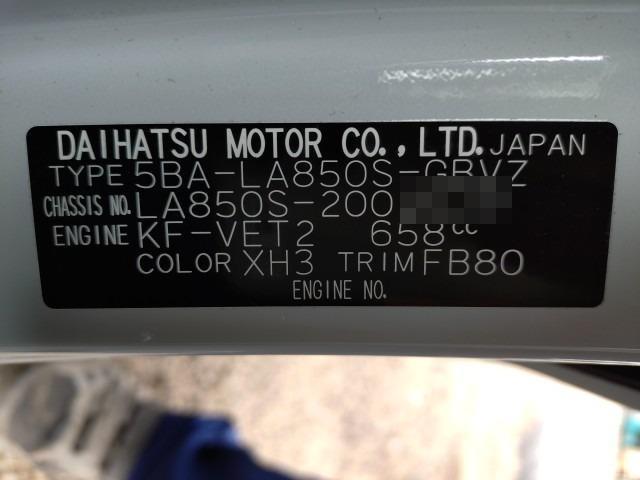 DAIHATSU MOTOR CO., LTD. JAPAN
TYPE 5BA-LA850S-GBVZ
CHASSIS NO. LA850S-200
ENGINE KF-VET2 658cc
COLOR XH3 TRIM FB80
ENGINE NO.